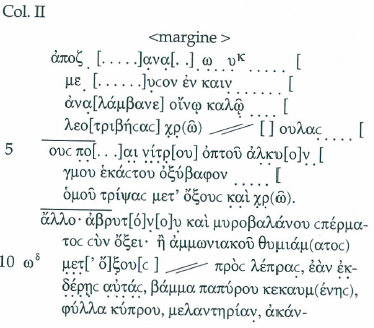 Col. II
<margine>
ἀποζ [.....]ανα[..] ω υκ ..... [
με [......]υσον ἐν καιν ....... [
ἀνα[λάμβανε] οἴνῳ καλῷ .... [
λεο[τριβήσας] χρ(ῶ) —— [ ] ουλας .... [
5 ους πο[...]αι νίτρ[ου] ὀπτοῦ ἀλκυ[ο]ν [
γμου ἑκάστου ὀξύβαφον ..... [
ὁμοῦ τρίψας μετ' ὄξους καὶ χρ(ῶ).
ἄλλο· ἁβρυτ[ό]ν[ο]υ καὶ μυροβαλάνου σπέρμα-
τος σὺν ὄξει· ἢ ἀμμωνιακοῦ θυμιάμ(ατος)
10 ωδ μετ[' ὄ]ξου[ς] —— πρὸς λέπρας, ἐὰν ἐκ-
δέρῃς αὐτάς, βάμμα παπύρου κεκαυμ(ένης),
φύλλα κύπρου, μελαντηρίαν, ἀκάν-